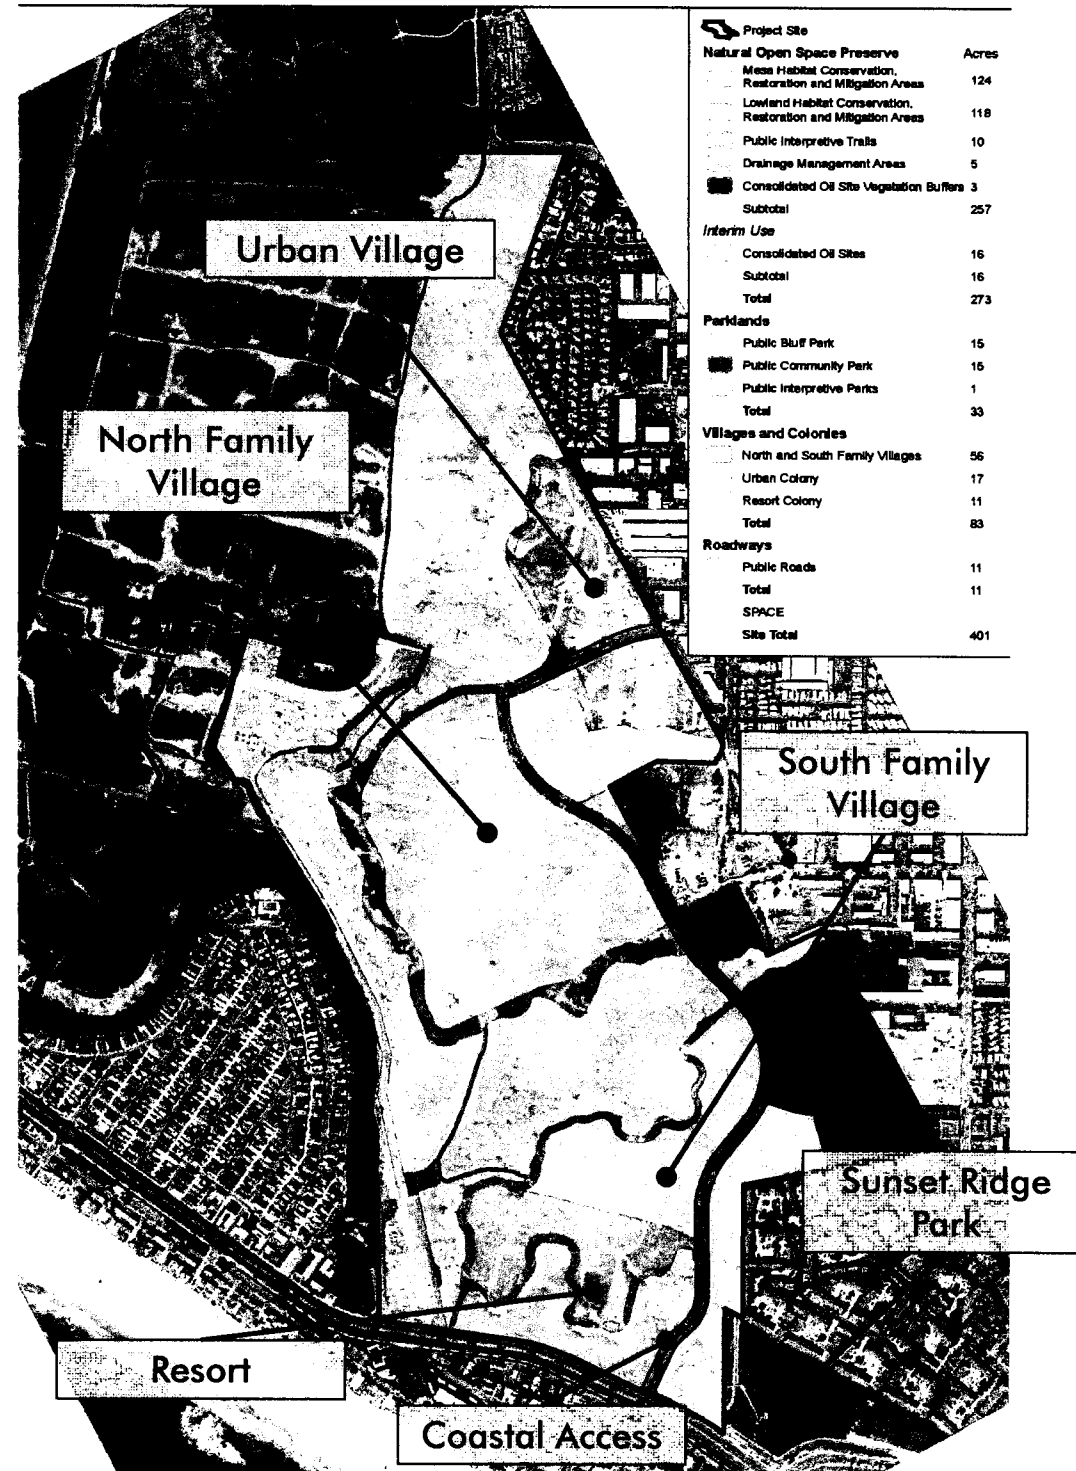 Project Site
Natural Open Space Preserve Acres
Mesa Habitat Conservation,
Restoration and Mitigation Areas 124
Lowland Habitat Conservation,
Restoration and Mitigation Areas 118
Public Interpretive Trails 10
Drainage Management Areas 5
Consolidated Oil Site Vegetation Buffers 3
Subtotal 257
Interim Use
Consolidated Oil Sites 16
Subtotal 16
Total 273
Parklands
Public Bluff Park 15
Public Community Park 15
Public Interpretive Parks 1
Total 33
Villages and Colonies
North and South Family Villages 56
Urban Colony 17
Resort Colony 11
Total 83
Roadways
Public Roads 11
Total 11
SPACE
Site Total 401
Urban Village
North Family
Village
South Family
Village
Sunset Ridge
Park
Resort
Coastal Access